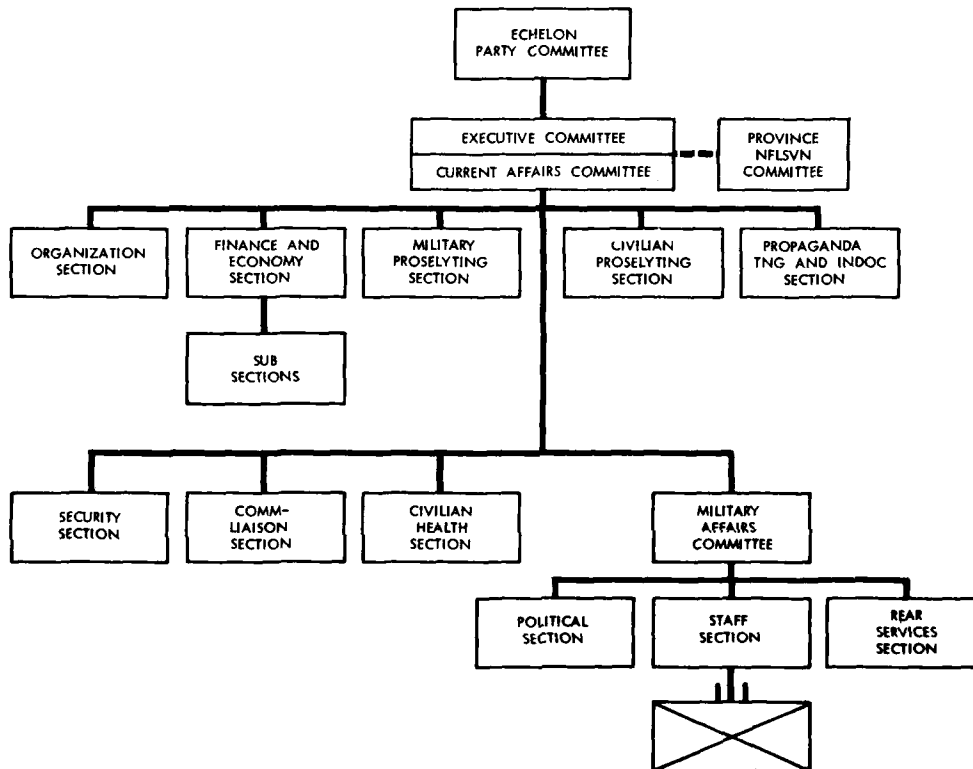 ECHELON
PARTY COMMITTEE
EXECUTIVE COMMITTEE
CURRENT AFFAIRS COMMITTEE
PROVINCE
NFLSVN
COMMITTEE
ORGANIZATION
SECTION
FINANCE AND
ECONOMY
SECTION
MILITARY
PROSELYTING
SECTION
CIVILIAN
PROSELYTING
SECTION
PROPAGANDA
TNG AND INDOC
SECTION
SUB
SECTIONS
SECURITY
SECTION
COMM-
LIAISON
SECTION
CIVILIAN
HEALTH
SECTION
MILITARY
AFFAIRS
COMMITTEE
POLITICAL
SECTION
STAFF
SECTION
REAR
SERVICES
SECTION